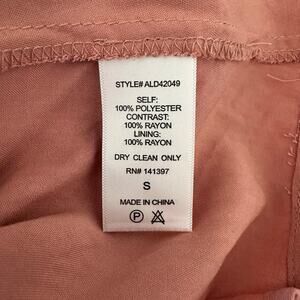 STYLE# ALD42049
SELF:
100% POLYESTER
CONTRAST:
100% RAYON
LINING:
100% RAYON
DRY CLEAN ONLY
RN# 141397
S
MADE IN CHINA
P